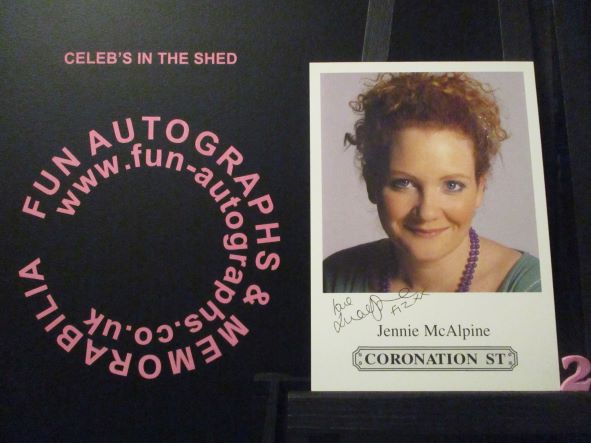 CELEB'S IN THE SHED
FUN AUTOGRAPHS & MEMORABILIA
www.fun-autographs.co.uk
Jennie McAlpine
CORONATION ST
2